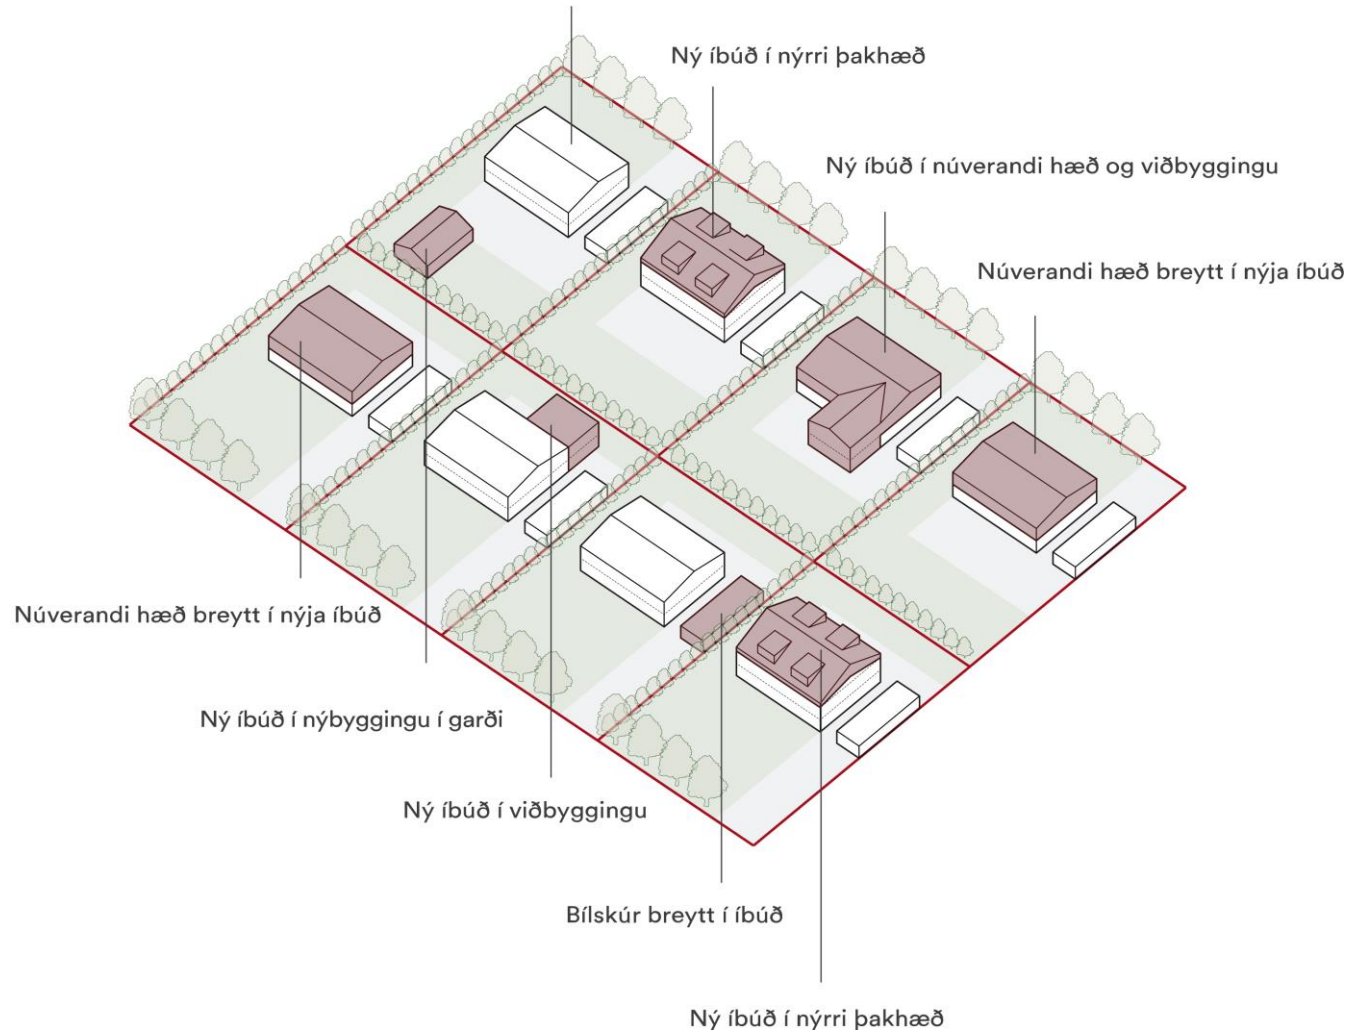 Ný íbúð í nýrri þakhæð
Ný íbúð í núverandi hæð og viðbyggingu
Núverandi hæð breytt í nýja íbúð
Núverandi hæð breytt í nýja íbúð
Ný íbúð í nýbyggingu í garði
Ný íbúð í viðbyggingu
Bílskúr breytt í íbúð
Ný íbúð í nýrri þakhæð